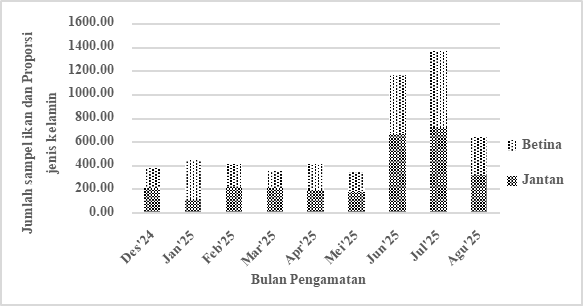 Jumlah sampel ikan dan Proporsi
jenis kelamin
1600.00
1400.00
1200.00
1000.00
800.00
600.00
400.00
200.00
0.00
Des'24
Jan'25
Feb'25
Mar'25
Apr'25
Mei'25
Jun'25
Jul'25
Agu'25
Bulan Pengamatan
Betina
Jantan